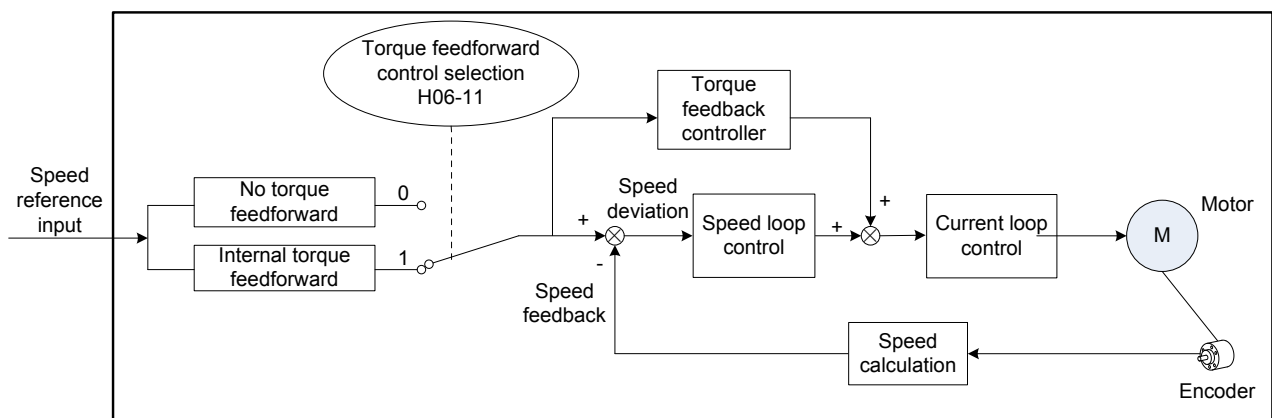 Torque feedforward
control selection
H06-11
Torque
feedback
controller
Speed
reference
input
No torque
feedforward
0
Internal torque
feedforward
1
+
-
Speed
deviation
Speed loop
control
+
+
Current loop
control
Motor
M
Speed
feedback
Speed
calculation
Encoder